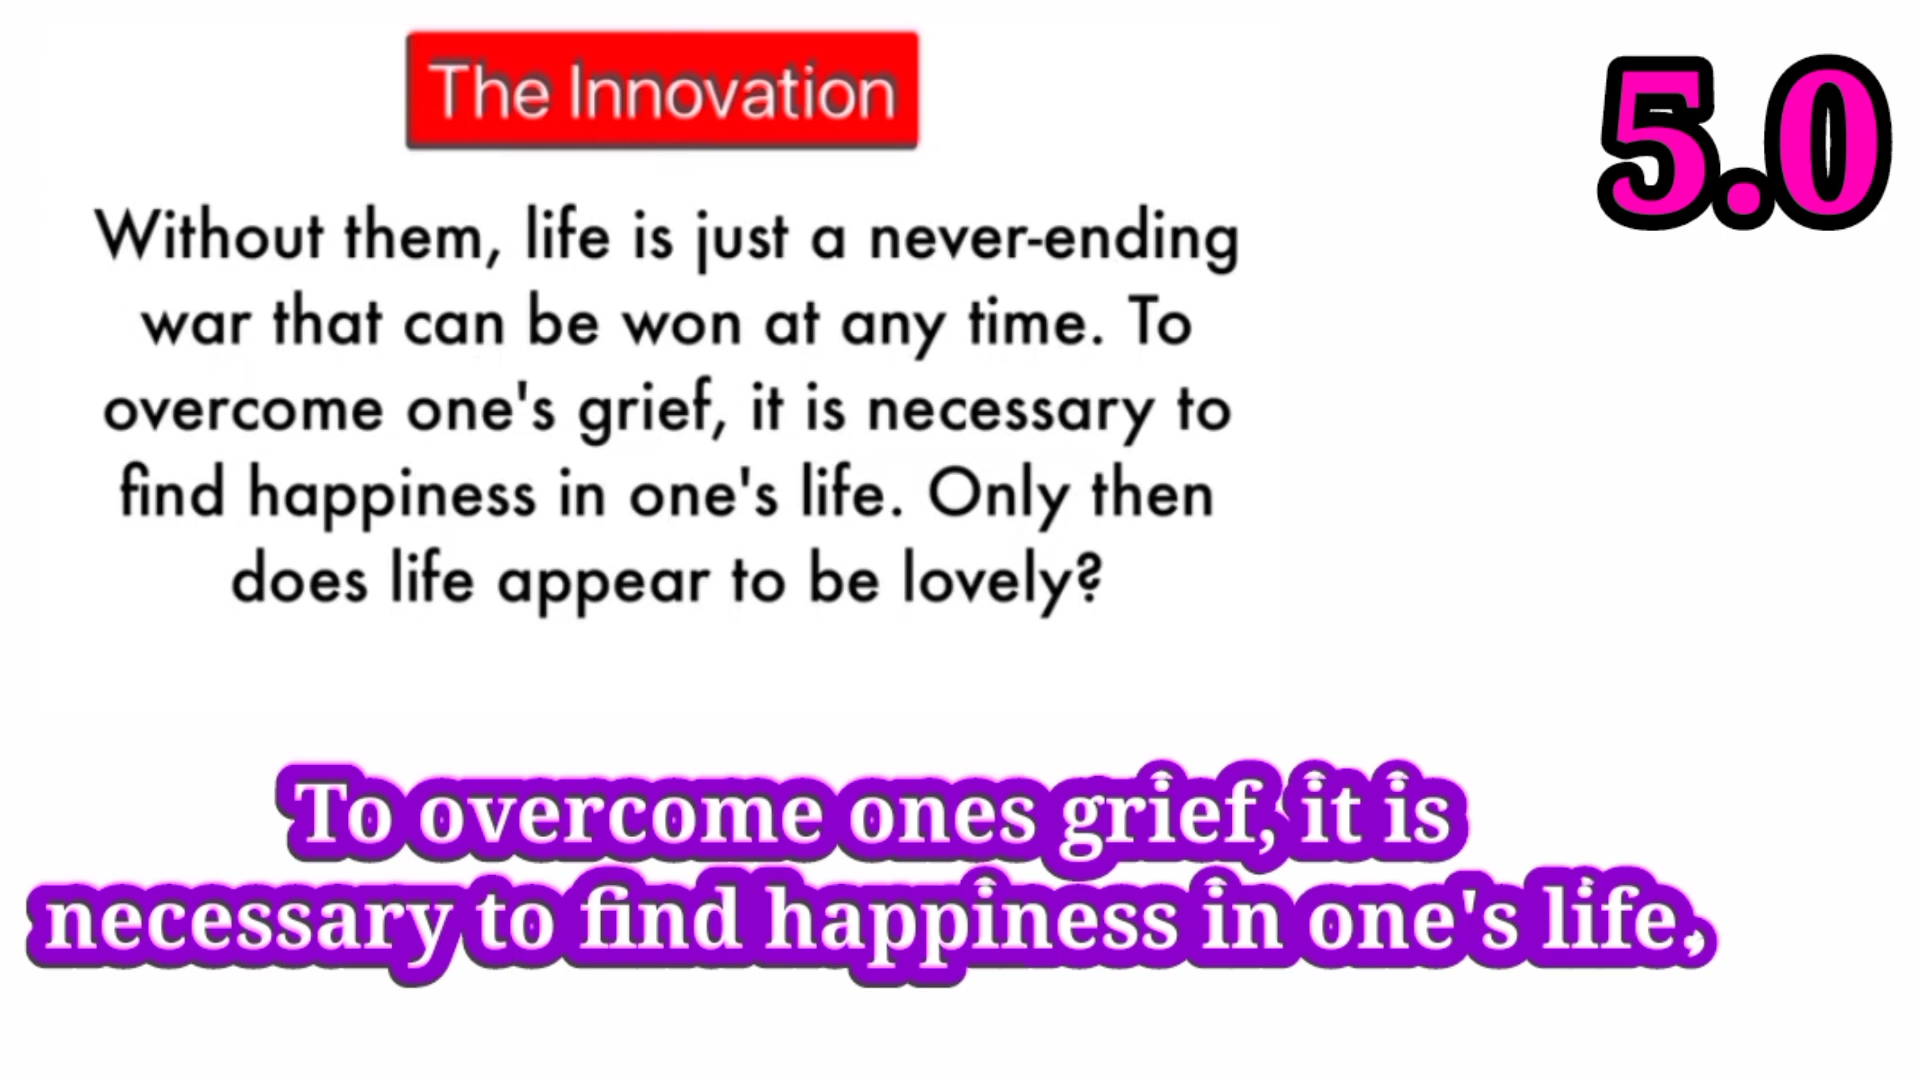 The Innovation
5.0
Without them, life is just a never-ending
war that can be won at any time. To
overcome one's grief, it is necessary to
find happiness in one's life. Only then
does life appear to be lovely?
To overcome ones grief, it is
necessary to find happiness in one's life,